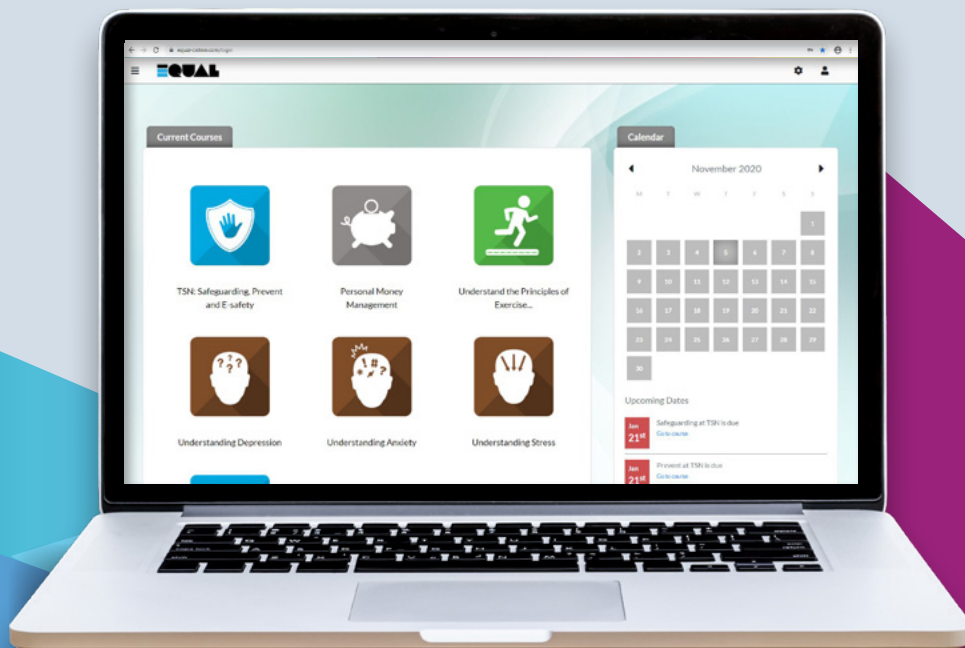 EQUAL
Current Courses
TSN: Safeguarding, Prevent
and E-safety
Personal Money
Management
Understand the Principles of
Exercise...
Understanding Depression
Understanding Anxiety
Understanding Stress
Calendar
November 2020
M T W T F S S
1
2 3 4 5 6 7 8
9 10 11 12 13 14 15
16 17 18 19 20 21 22
23 24 25 26 27 28 29
30
Upcoming Dates
Jan
21st
Safeguarding at TSN is due
Go to course
Jan
21st
Prevent at TSN is due
Go to course